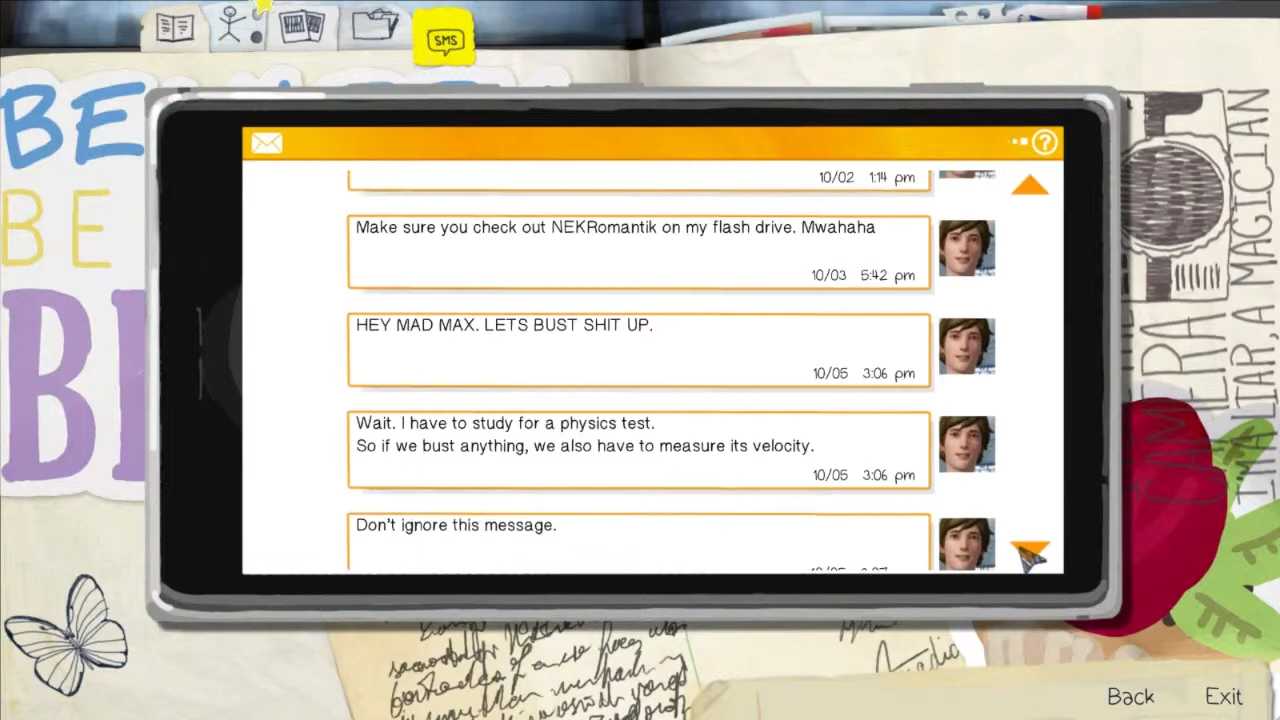 SMS
BE
BE
10/02 1:14 pm
Make sure you check out NEKRomantik on my flash drive. Mwahaha
10/03 5:42 pm
HEY MAD MAX. LETS BUST SHIT UP.
10/05 3:06 pm
Wait. I have to study for a physics test.
So if we bust anything, we also have to measure its velocity.
10/05 3:06 pm
Don't ignore this message.
CAMERA
LIAR, A MAGICIAN
Back
Exit